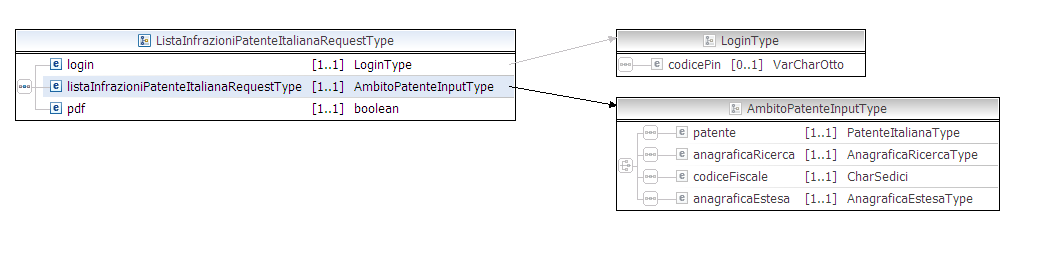 ListaInfrazioniPatenteItalianaRequestType
e login [1..1] LoginType
e listaInfrazioniPatenteItalianaRequestType [1..1] AmbitoPatenteInputType
e pdf [1..1] boolean
LoginType
e codicePin [0..1] VarCharOtto
AmbitoPatenteInputType
e patente [1..1] PatenteItalianaType
e anagraficaRicerca [1..1] AnagraficaRicercaType
e codiceFiscale [1..1] CharSedici
e anagraficaEstesa [1..1] AnagraficaEstesaType